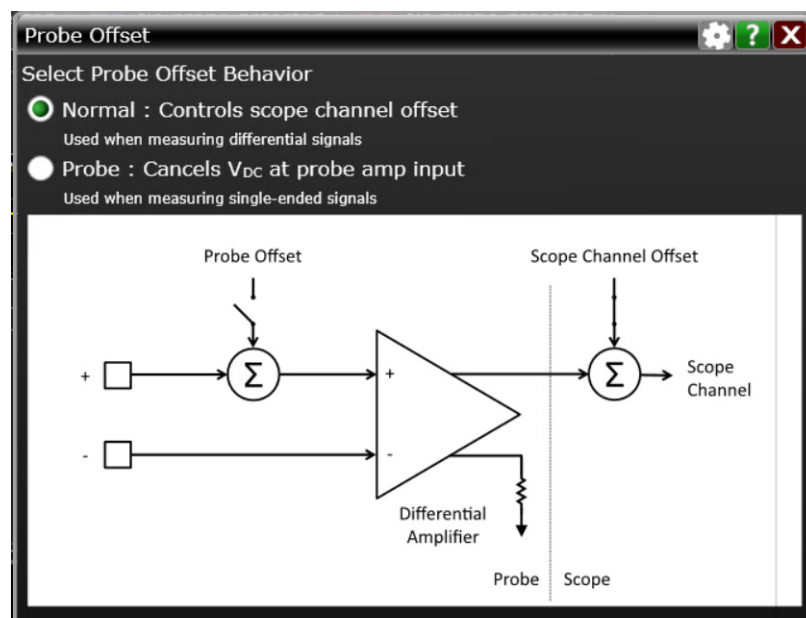 Probe Offset
?
X
Select Probe Offset Behavior
Normal : Controls scope channel offset
Used when measuring differential signals
Probe : Cancels VDC at probe amp input
Used when measuring single-ended signals
Probe Offset
Scope Channel Offset
+
Σ
+
Σ
Scope
Channel
-
-
Differential
Amplifier
Probe
Scope